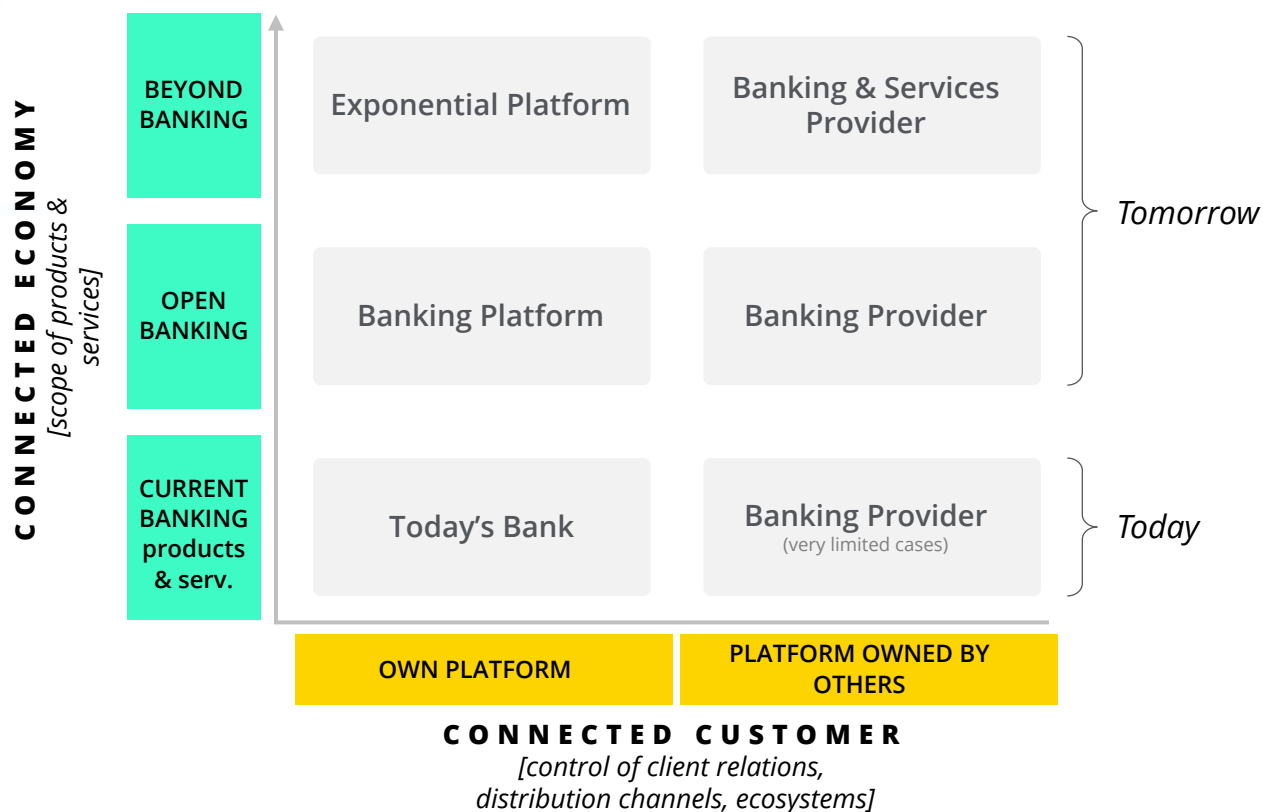 CONNECTED ECONOMY
[scope of products &
services]
BEYOND
BANKING
Exponential Platform
Banking & Services
Provider
Tomorrow
OPEN
BANKING
Banking Platform
Banking Provider
CURRENT
BANKING
products
& serv.
Today’s Bank
Banking Provider
(very limited cases)
Today
OWN PLATFORM
PLATFORM OWNED BY
OTHERS
CONNECTED CUSTOMER
[control of client relations,
distribution channels, ecosystems]